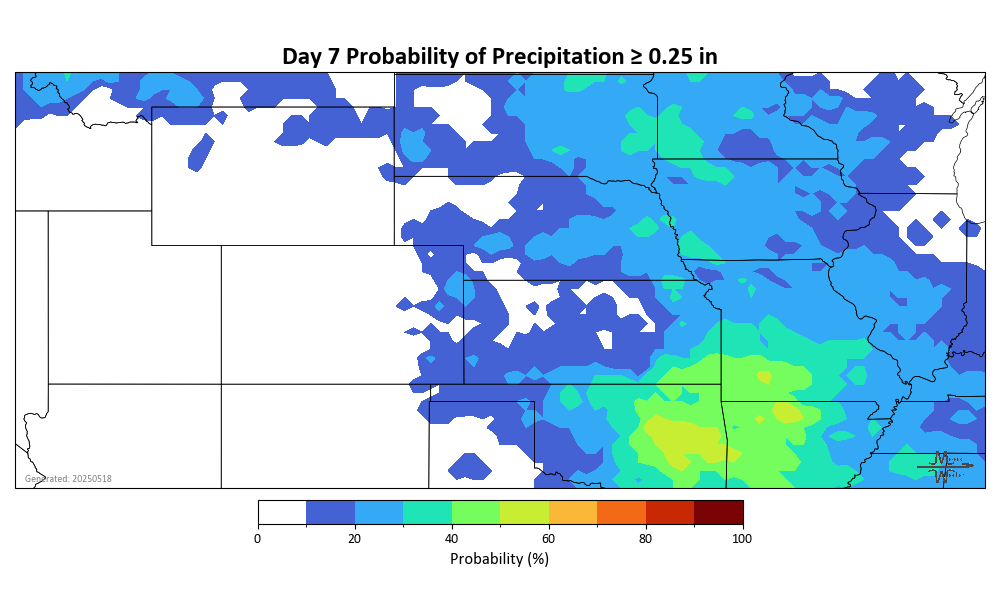 Day 7 Probability of Precipitation ≥ 0.25 in
Generated: 20250518
0 20 40 60 80 100
Probability (%)